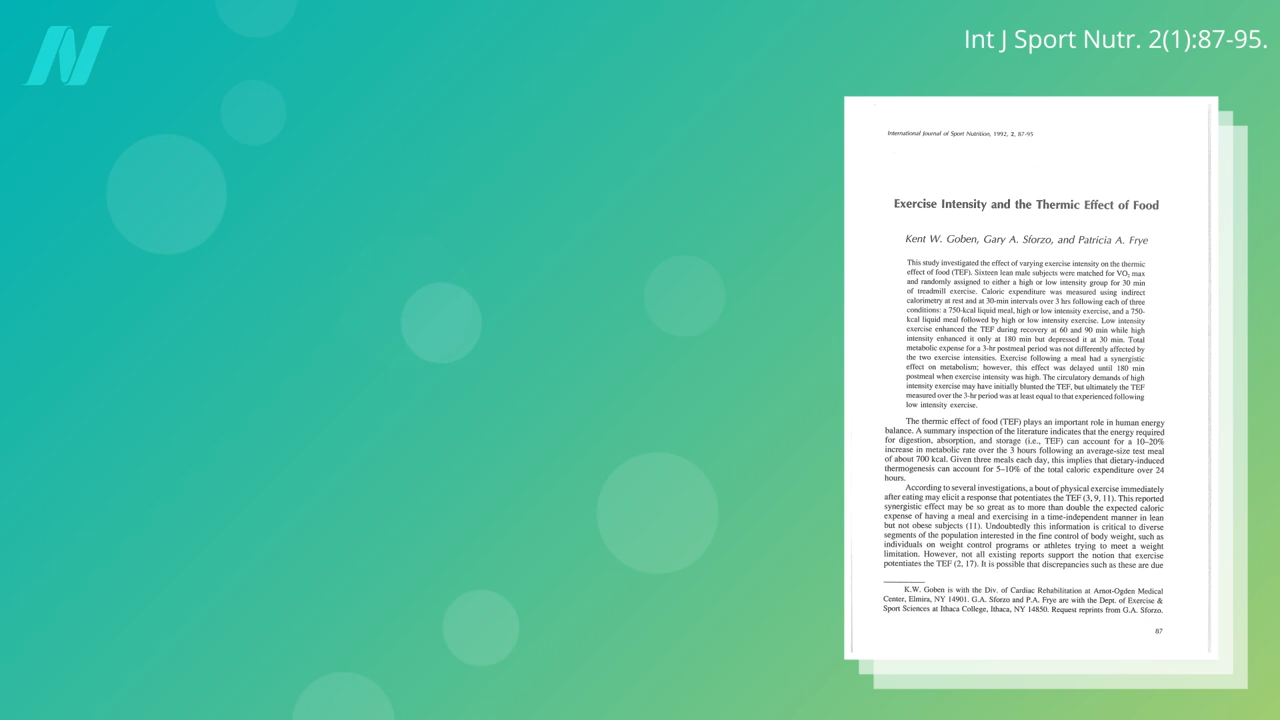 Int J Sport Nutr. 2(1):87-95.
International Journal of Sport Nutrition, 1992, 2, 87-95
Exercise Intensity and the Thermic Effect of Food
Kent W. Goben, Gary A. Sforzo, and Patricia A. Frye
This study investigated the effect of varying exercise intensity on the thermic
effect of food (TEF). Sixteen lean male subjects were matched for VO2 max
and randomly assigned to either a high or low intensity group for 30 min
of treadmill exercise. Caloric expenditure was measured using indirect
calorimetry at rest and at 30-min intervals over 3 hrs following each of three
conditions: a 750-kcal liquid meal, high or low intensity exercise, and a 750-
kcal liquid meal followed by high or low intensity exercise. Low intensity
exercise enhanced the TEF during recovery at 60 and 90 min while high
intensity enhanced it only at 180 min but depressed it at 30 min. Total
metabolic expense for a 3-hr postmeal period was not differently affected by
the two exercise intensities. Exercise following a meal had a synergistic
effect on metabolism; however, this effect was delayed until 180 min
postmeal when exercise intensity was high. The circulatory demands of high
intensity exercise may have initially blunted the TEF, but ultimately the TEF
measured over the 3-hr period was at least equal to that experienced following
low intensity exercise.
The thermic effect of food (TEF) plays an important role in human energy
balance. A summary inspection of the literature indicates that the energy required
for digestion, absorption, and storage (i.e., TEF) can account for a 10–20%
increase in metabolic rate over the 3 hours following an average-size test meal
of about 700 kcal. Given three meals each day, this implies that dietary-induced
thermogenesis can account for 5–10% of the total caloric expenditure over 24
hours.
According to several investigations, a bout of physical exercise immediately
after eating may elicit a response that potentiates the TEF (3, 9, 11). This reported
synergistic effect may be so great as to more than double the expected caloric
expense of having a meal and exercising in a time-independent manner in lean
but not obese subjects (11). Undoubtedly this information is critical to diverse
segments of the population interested in the fine control of body weight, such as
individuals on weight control programs or athletes trying to meet a weight
limitation. However, not all existing reports support the notion that exercise
potentiates the TEF (2, 17). It is possible that discrepancies such as these are due
K.W. Goben is with the Div. of Cardiac Rehabilitation at Arnot-Ogden Medical
Center, Elmira, NY 14901. G.A. Sforzo and P.A. Frye are with the Dept. of Exercise &
Sport Sciences at Ithaca College, Ithaca, NY 14850. Request reprints from G.A. Sforzo.
87